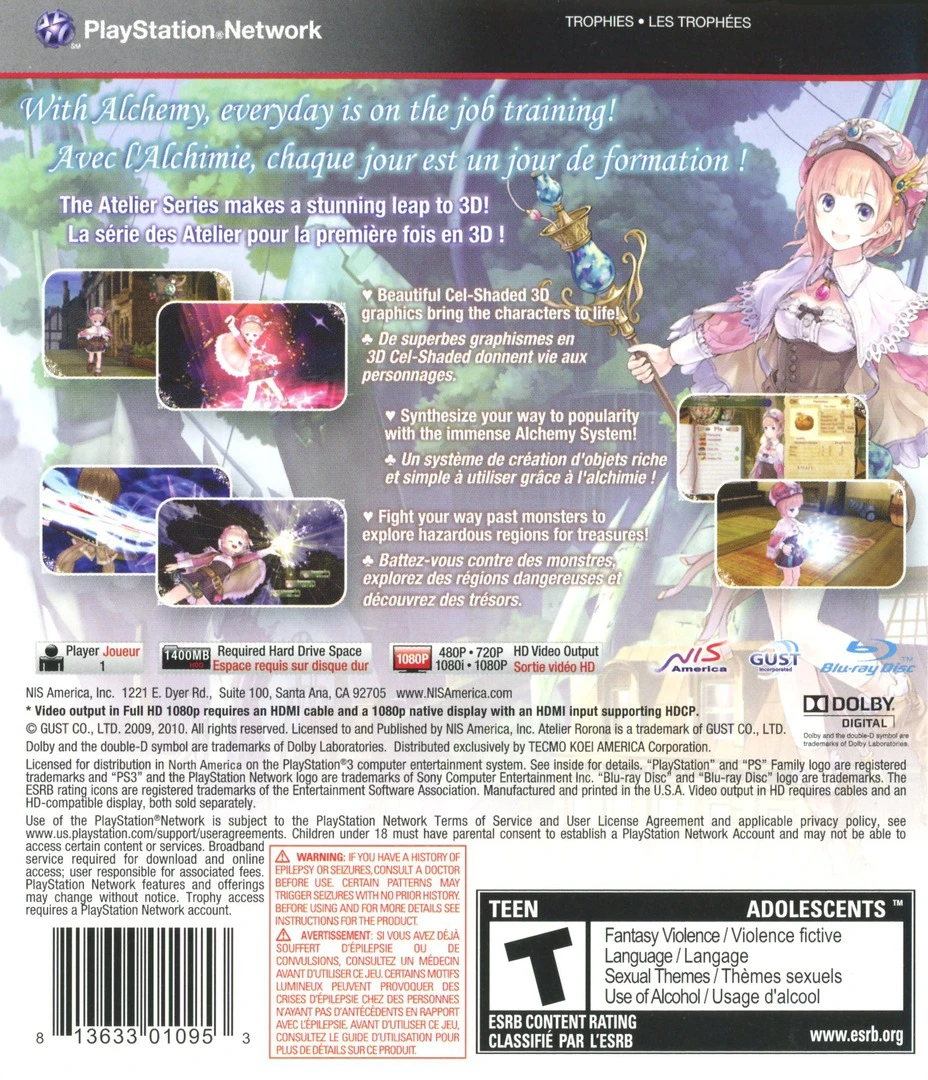 PlayStation®Network
SM
TROPHIES • LES TROPHÉES
With Alchemy, everyday is on the job training!
Avec l'Alchimie, chaque jour est un jour de formation !
The Atelier Series makes a stunning leap to 3D!
La série des Atelier pour la première fois en 3D !
♥ Beautiful Cel-Shaded 3D
graphics bring the characters to life!
♣ De superbes graphismes en
3D Cel-Shaded donnent vie aux
personnages.
♥ Synthesize your way to popularity
with the immense Alchemy System!
♣ Un système de création d'objets riche
et simple à utiliser grâce à l'alchimie !
♥ Fight your way past monsters to
explore hazardous regions for treasures!
♣ Battez-vous contre des monstres,
explorez des régions dangereuses et
découvrez des trésors.
Player Joueur
1
1400MB
HDD
Required Hard Drive Space
Espace requis sur disque dur
1080P
480P • 720P
1080i • 1080P
HD Video Output
Sortie vidéo HD
NIS
America
GUST
Incorporated
Blu-ray Disc™
NIS America, Inc. 1221 E. Dyer Rd., Suite 100, Santa Ana, CA 92705 www.NISAmerica.com
* Video output in Full HD 1080p requires an HDMI cable and a 1080p native display with an HDMI input supporting HDCP.
© GUST CO., LTD. 2009, 2010. All rights reserved. Licensed to and Published by NIS America, Inc. Atelier Rorona is a trademark of GUST CO., LTD.
Dolby and the double-D symbol are trademarks of Dolby Laboratories. Distributed exclusively by TECMO KOEI AMERICA Corporation.
DOLBY
DIGITAL
Dolby and the double-D symbol are
trademarks of Dolby Laboratories.
Licensed for distribution in North America on the PlayStation®3 computer entertainment system. See inside for details. "PlayStation" and "PS" Family logo are registered
trademarks and "PS3" and the PlayStation Network logo are trademarks of Sony Computer Entertainment Inc. "Blu-ray Disc" and "Blu-ray Disc" logo are trademarks. The
ESRB rating icons are registered trademarks of the Entertainment Software Association. Manufactured and printed in the U.S.A. Video output in HD requires cables and an
HD-compatible display, both sold separately.
Use of the PlayStation®Network is subject to the PlayStation Network Terms of Service and User License Agreement and applicable privacy policy, see
www.us.playstation.com/support/useragreements. Children under 18 must have parental consent to establish a PlayStation Network Account and may not be able to
access certain content or services. Broadband
service required for download and online
access; user responsible for associated fees.
PlayStation Network features and offerings
may change without notice. Trophy access
requires a PlayStation Network account.
WARNING: IF YOU HAVE A HISTORY OF
EPILEPSY OR SEIZURES, CONSULT A DOCTOR
BEFORE USE. CERTAIN PATTERNS MAY
TRIGGER SEIZURES WITH NO PRIOR HISTORY.
BEFORE USING AND FOR MORE DETAILS SEE
INSTRUCTIONS FOR THE PRODUCT.
AVERTISSEMENT: SI VOUS AVEZ DÉJÀ
SOUFFERT D'ÉPILEPSIE OU DE
CONVULSIONS, CONSULTEZ UN MÉDECIN
AVANT D'UTILISER CE JEU. CERTAINS MOTIFS
LUMINEUX PEUVENT PROVOQUER DES
CRISES D'ÉPILEPSIE CHEZ DES PERSONNES
N'AYANT PAS D'ANTÉCÉDENTS EN RAPPORT
AVEC L'ÉPILEPSIE. AVANT D'UTILISER CE JEU,
CONSULTEZ LE GUIDE D'UTILISATION POUR
PLUS DE DÉTAILS SUR CE PRODUIT.
8 13633 01095 3
TEEN
ADOLESCENTS ™
T
Fantasy Violence / Violence fictive
Language / Langage
Sexual Themes / Thèmes sexuels
Use of Alcohol / Usage d'alcool
ESRB CONTENT RATING
CLASSIFIÉ PAR L'ESRB
www.esrb.org